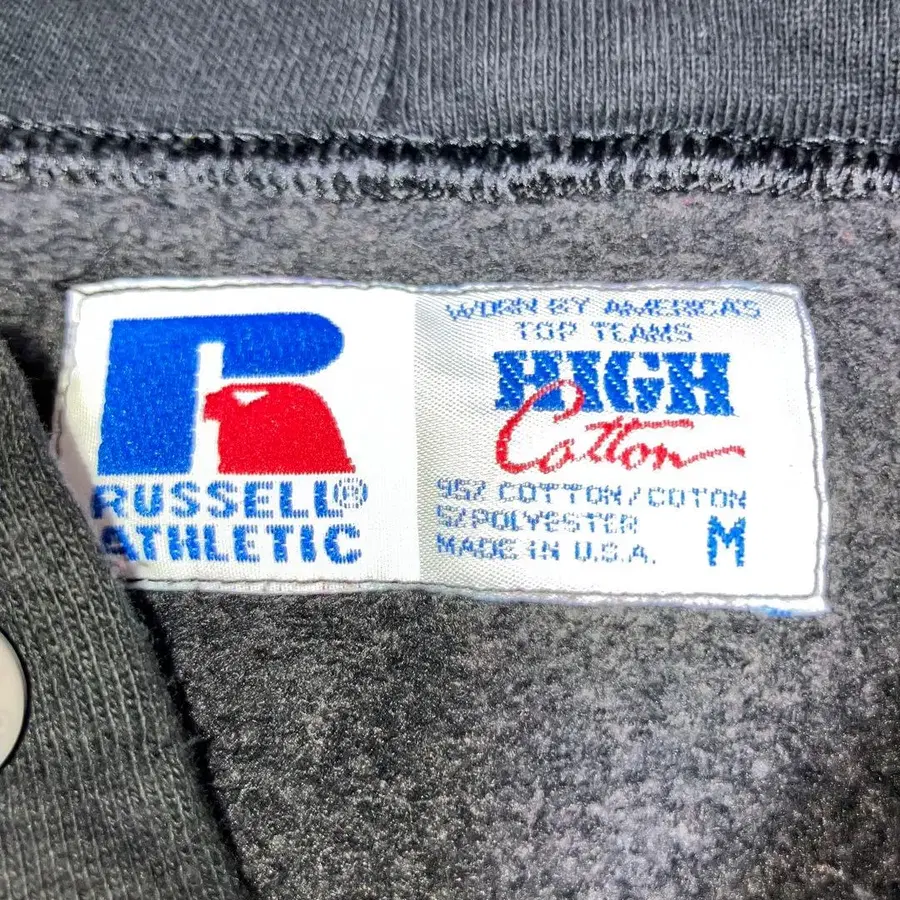 RUSSELL®
ATHLETIC
WORN BY AMERICA'S
TOP TEAMS
HIGH
Cotton
95% COTTON/COTON
5% POLYESTER
MADE IN U.S.A.
M